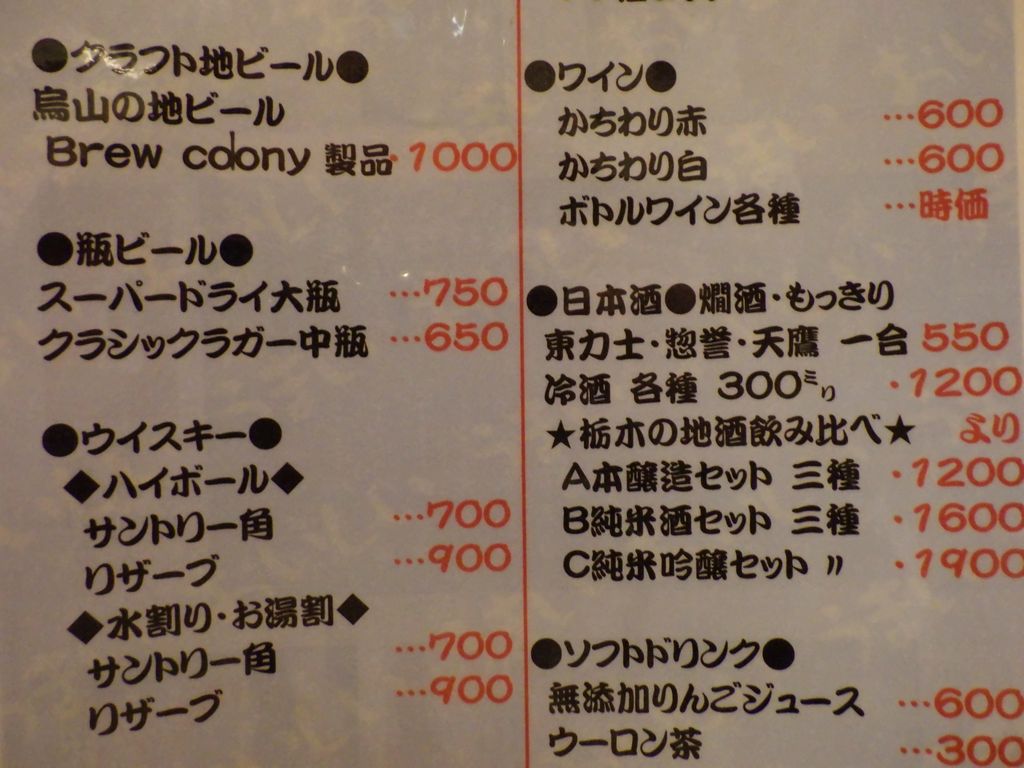 ●クラフト地ビール●
烏山の地ビール
Brew colony 製品・1000
●瓶ビール●
スーパードライ大瓶 …750
クラシックラガー中瓶 …650
●ウイスキー●
◆ハイボール◆
サントリー角 …700
リザーブ …900
◆水割り・お湯割◆
サントリー角 …700
リザーブ …900
●ワイン●
かちわり赤 …600
かちわり白 …600
ボトルワイン各種 …時価
●日本酒●燗酒・もっきり
東力士・惣誉・天鷹 一合 550
冷酒 各種 300㍉ ・1200
★栃木の地酒飲み比べ★ より
A本醸造セット 三種 ・1200
B純米酒セット 三種 ・1600
C純米吟醸セット 〃 ・1900
●ソフトドリンク●
無添加りんごジュース …600
ウーロン茶 …300